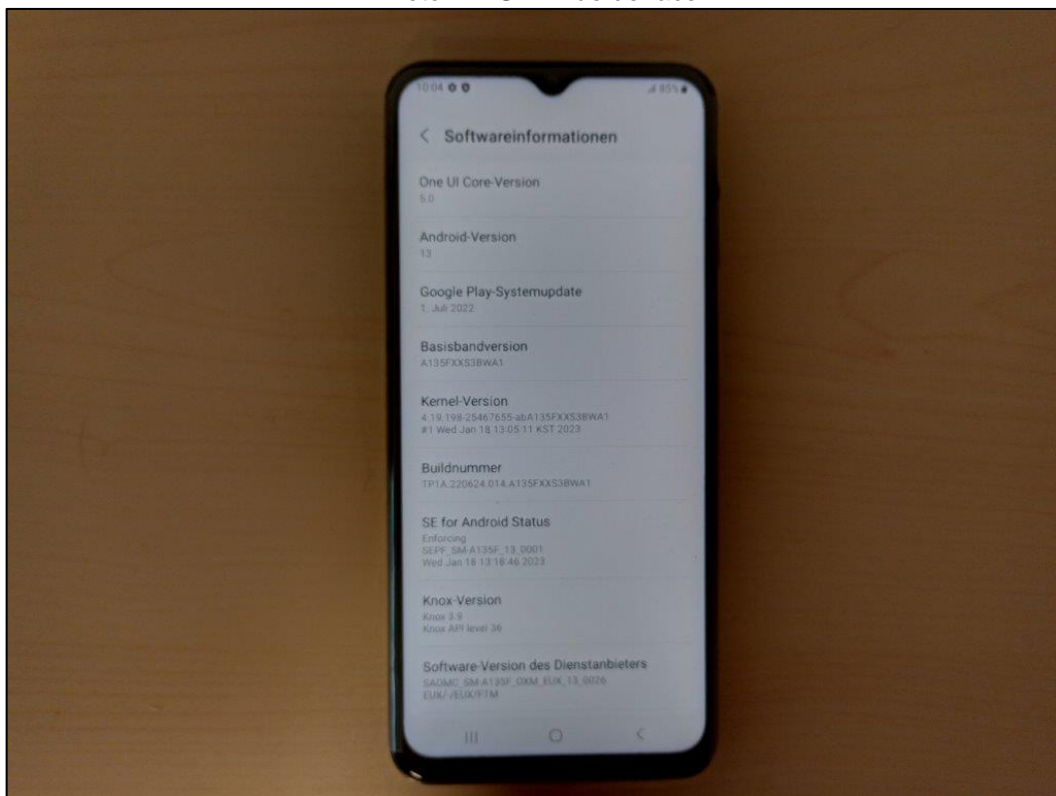 10:04
85%
Softwareinformationen
One UI Core-Version
5.0
Android-Version
13
Google Play-Systemupdate
1. Juli 2022
Basisbandversion
A135FXXS3BWA1
Kernel-Version
4.19.198-25467655-abA135FXXS3BWA1
#1 Wed Jan 18 13:05:11 KST 2023
Buildnummer
TP1A.220624.014.A135FXXS3BWA1
SE for Android Status
Enforcing
SEPF_SM-A135F_13_0001
Wed Jan 18 13:18:46 2023
Knox-Version
Knox 3.9
Knox API level 36
Software-Version des Dienstanbieters
SAOMC_SM-A135F_OXM_EUX_13_0026
EUX/-/EUX/FTM